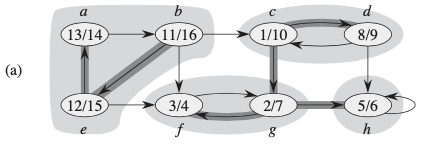 a b c d
13/14 11/16 1/10 8/9
(a)
12/15 3/4 2/7 5/6
e f g h